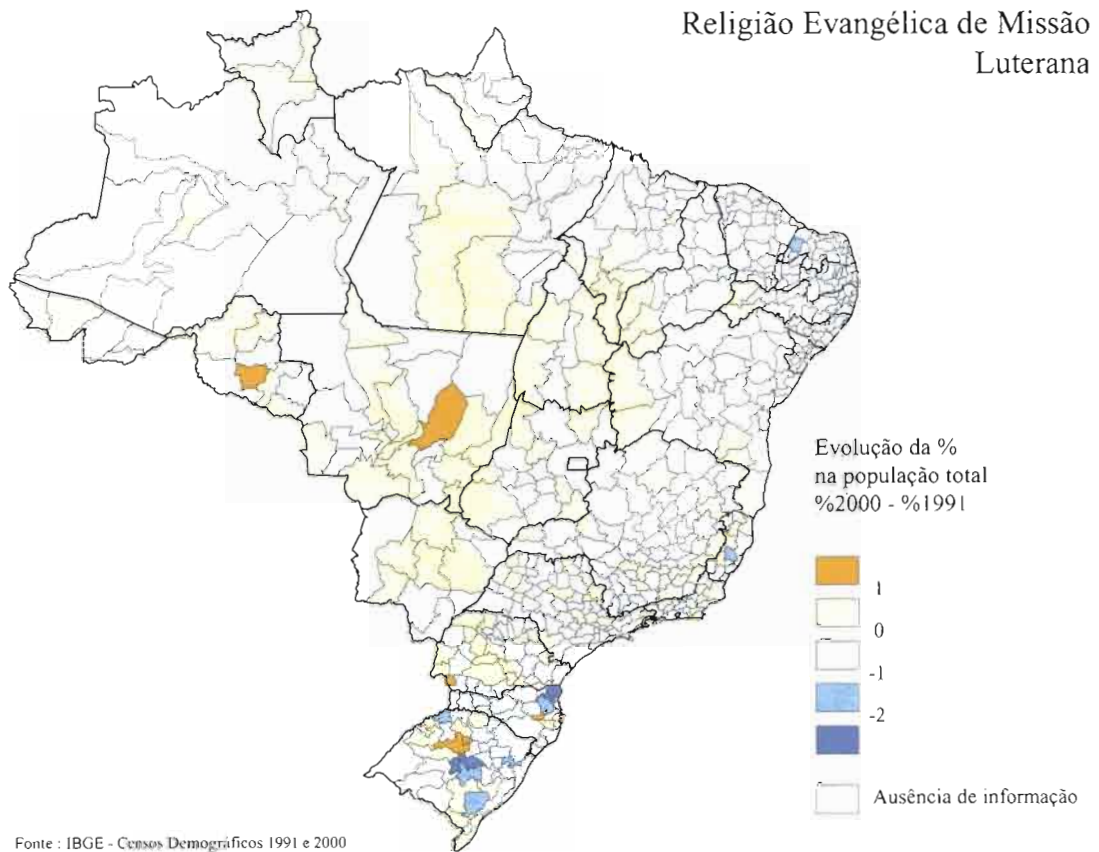 Religião Evangélica de Missão
Luterana
Evolução da %
na população total
%2000 - %1991
1
0
-1
-2
Ausência de informação
Fonte : IBGE - Censos Demográficos 1991 e 2000